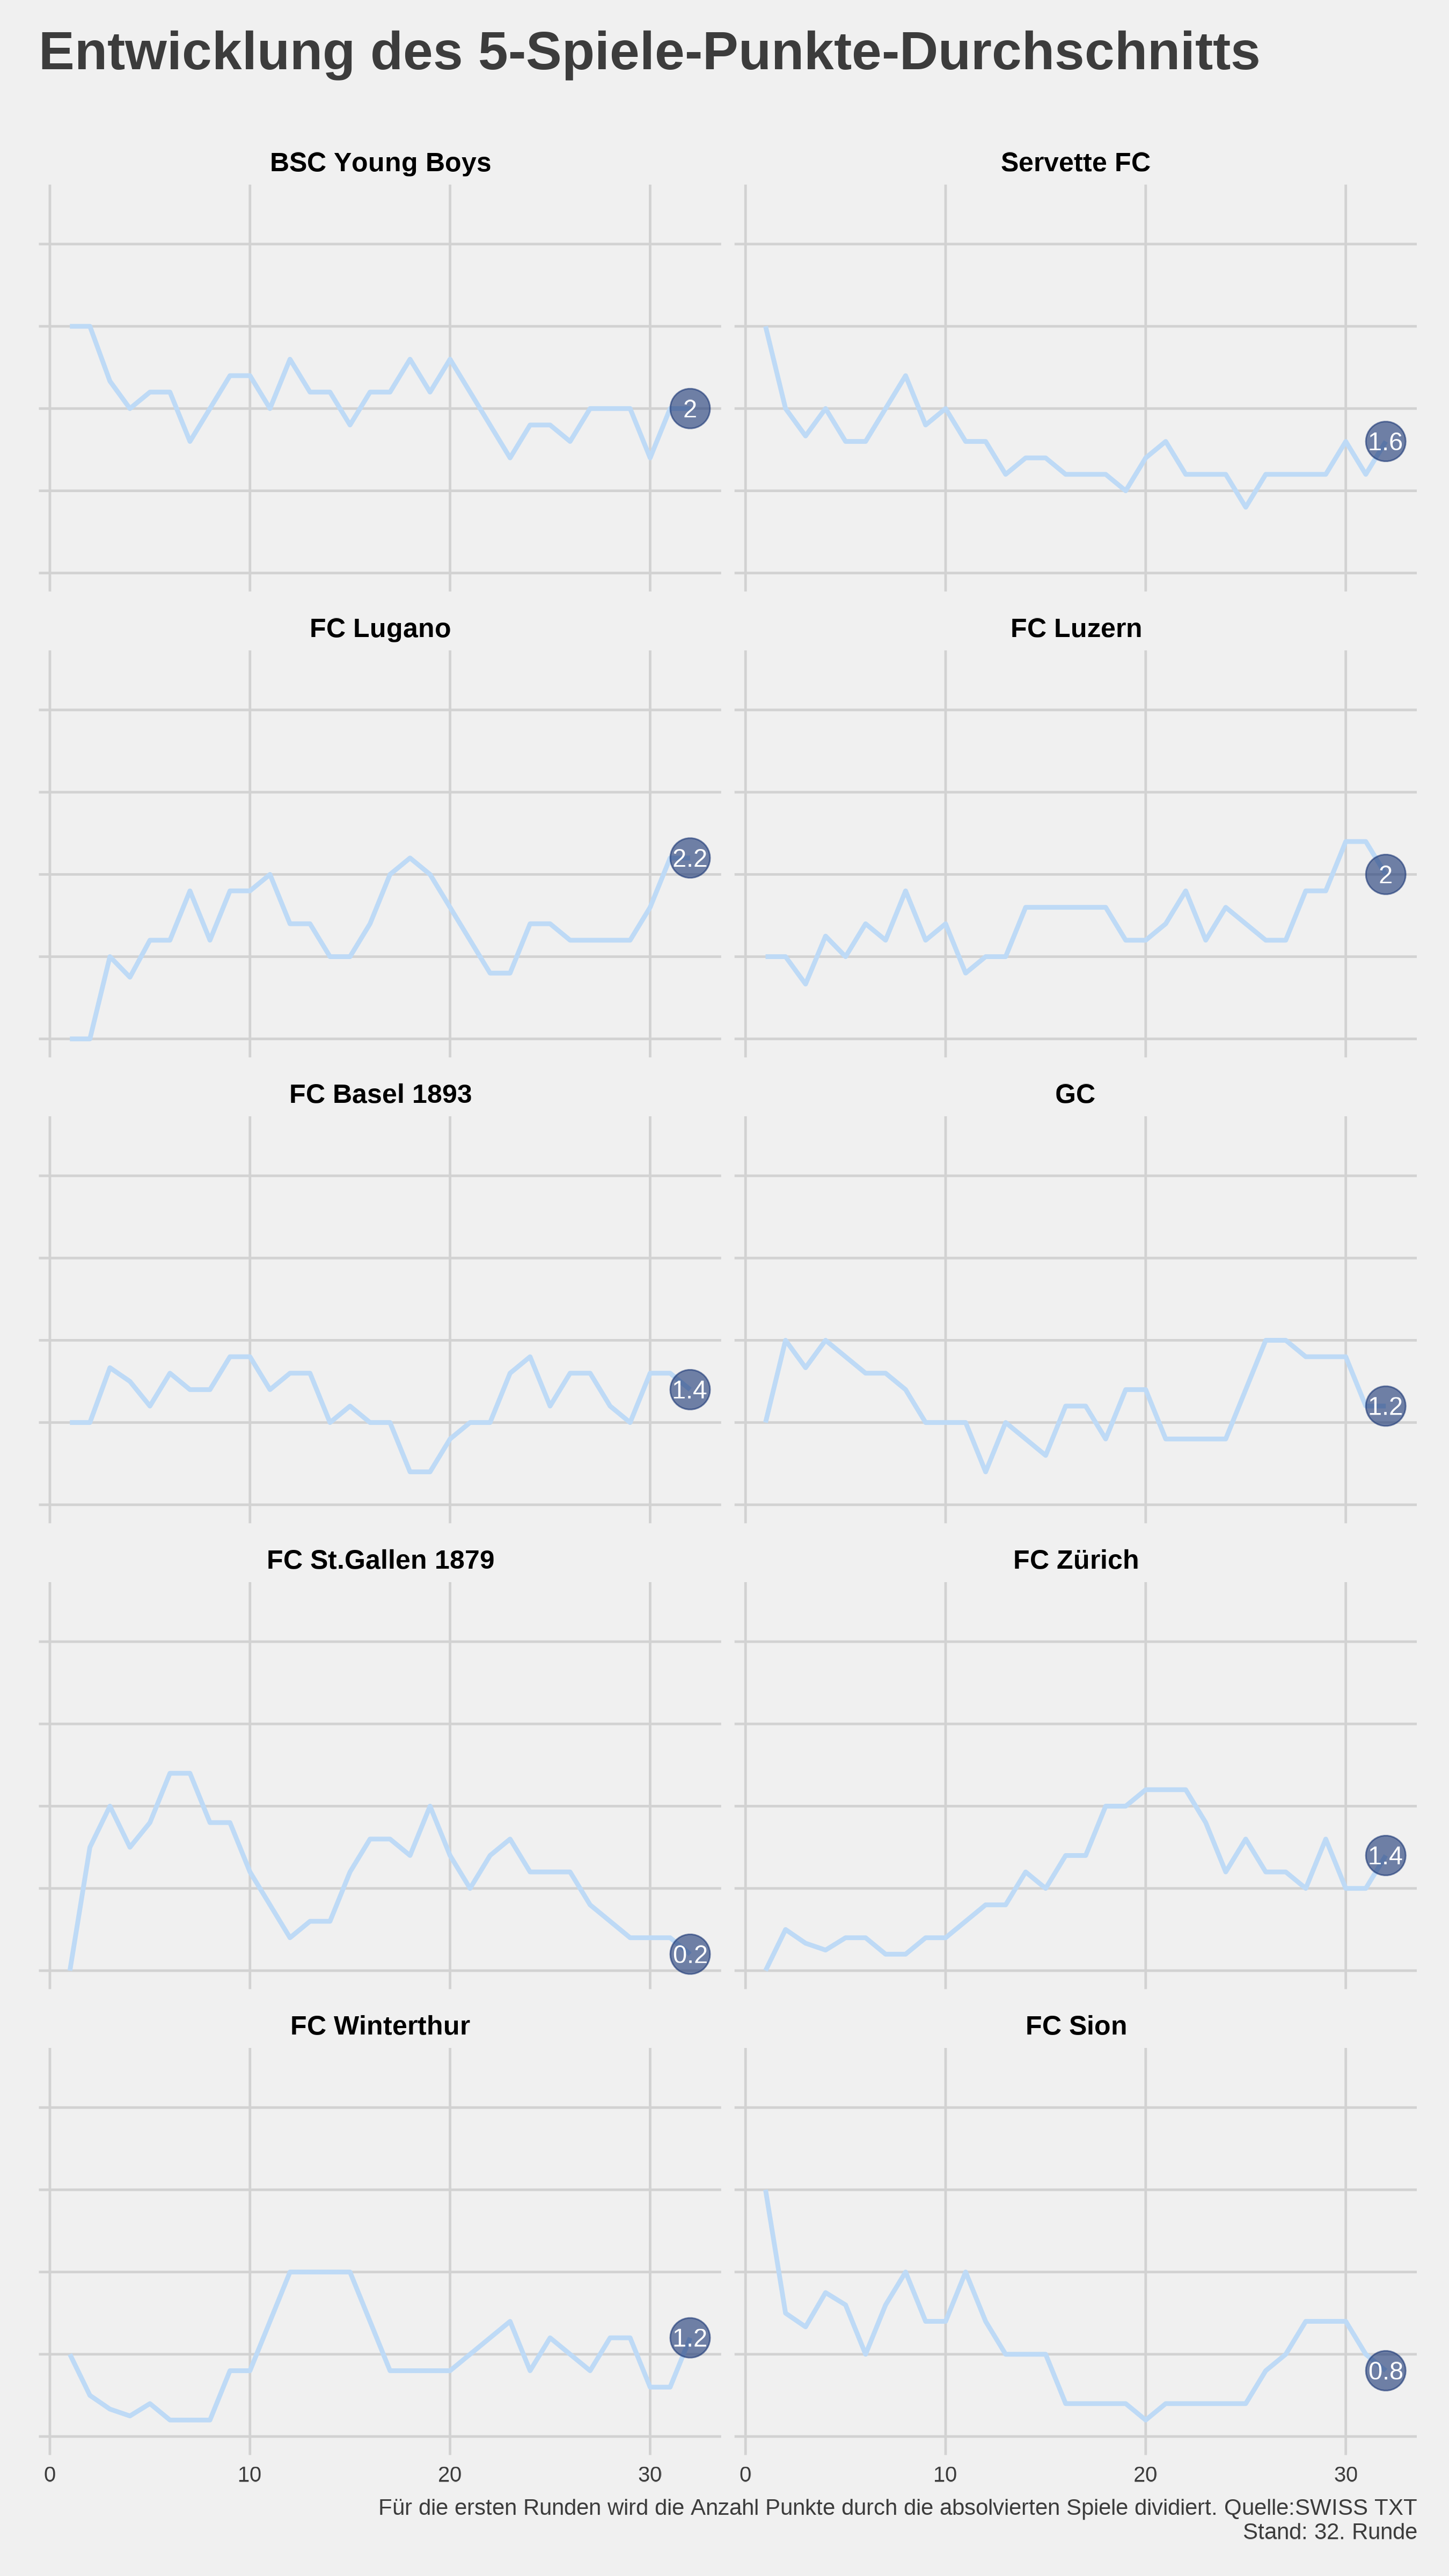 Entwicklung des 5-Spiele-Punkte-Durchschnitts
BSC Young Boys
Servette FC
2
1.6
FC Lugano
FC Luzern
2.2
2
FC Basel 1893
GC
1.4
1.2
FC St.Gallen 1879
FC Zürich
0.2
1.4
FC Winterthur
FC Sion
1.2
0.8
0 10 20 30 0 10 20 30
Für die ersten Runden wird die Anzahl Punkte durch die absolvierten Spiele dividiert. Quelle:SWISS TXT
Stand: 32. Runde